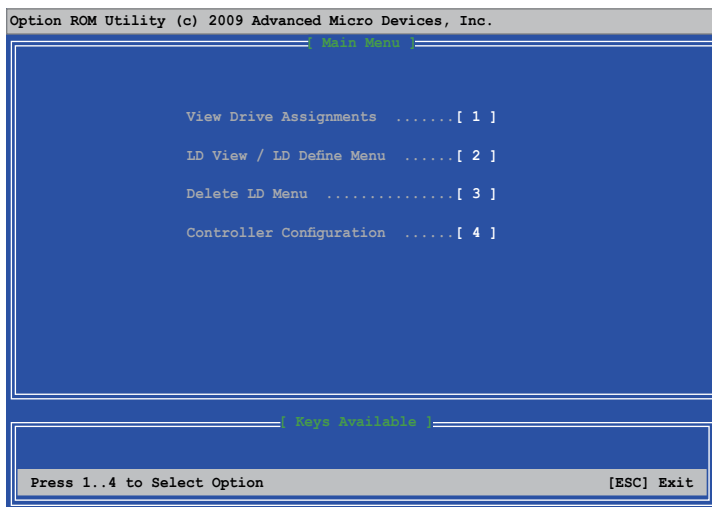 Option ROM Utility (c) 2009 Advanced Micro Devices, Inc.
[ Main Menu ]
View Drive Assignments .......[ 1 ]
LD View / LD Define Menu ......[ 2 ]
Delete LD Menu ...............[ 3 ]
Controller Configuration ......[ 4 ]
[ Keys Available ]
Press 1..4 to Select Option [ESC] Exit